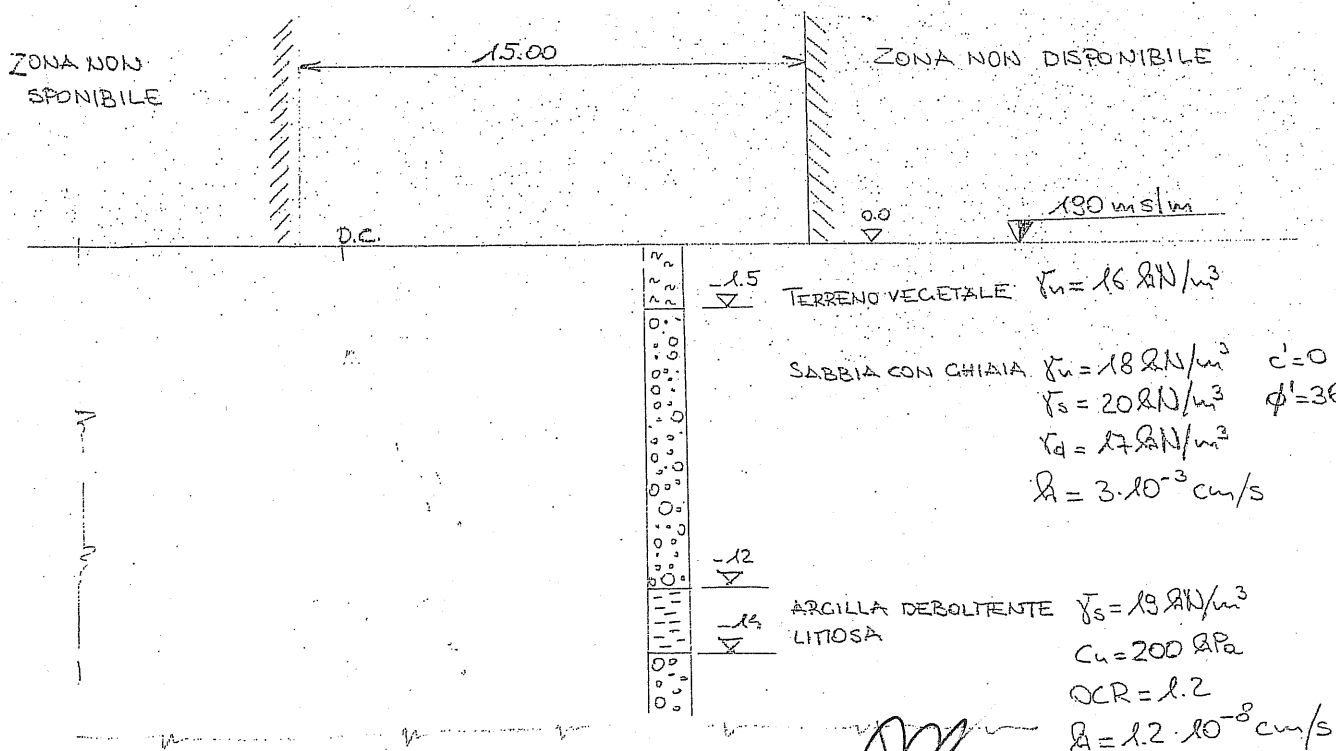 ZONA NON
SPONIBILE
15.00
ZONA NON DISPONIBILE
P.C.
0.0
190 m s/m
-1.5
TERRENO VEGETALE γn = 16 kN/m³
SABBIA CON GHIAIA γn = 18 kN/m³ c' = 0
γs = 20 kN/m³ φ' = 36
γd = 17 kN/m³
k = 3·10⁻³ cm/s
-12
ARGILLA DEBOLMENTE γs = 19 kN/m³
-14
LIMOSA
Cu = 200 kPa
OCR = 1.2
k = 1.2·10⁻⁸ cm/s